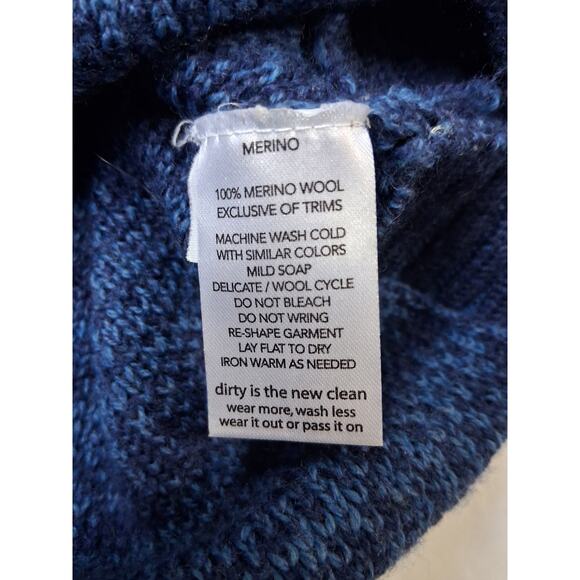 MERINO
100% MERINO WOOL
EXCLUSIVE OF TRIMS
MACHINE WASH COLD
WITH SIMILAR COLORS
MILD SOAP
DELICATE / WOOL CYCLE
DO NOT BLEACH
DO NOT WRING
RE-SHAPE GARMENT
LAY FLAT TO DRY
IRON WARM AS NEEDED
dirty is the new clean
wear more, wash less
wear it out or pass it on